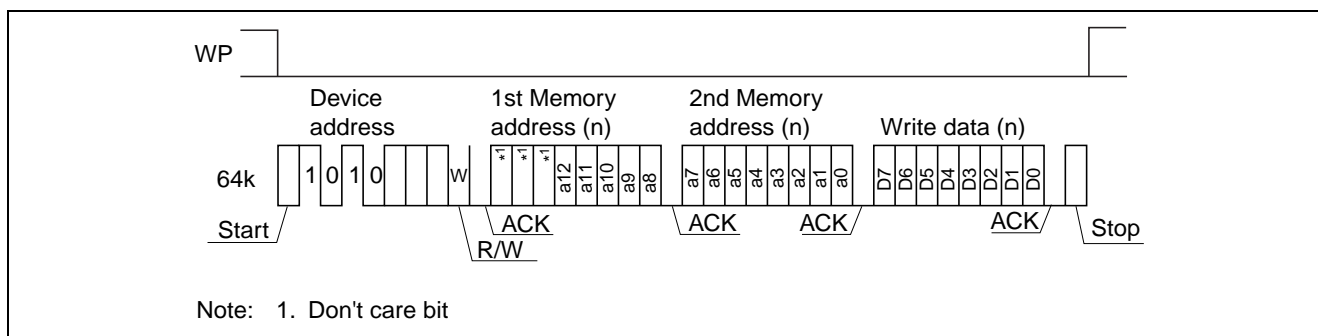 WP
Device address
1st Memory address (n)
2nd Memory address (n)
Write data (n)
64k
1 0 1 0
W
*1 *1 *1 a12 a11 a10 a9 a8
a7 a6 a5 a4 a3 a2 a1 a0
D7 D6 D5 D4 D3 D2 D1 D0
Start
R/W
ACK
ACK
ACK
ACK
Stop
Note: 1. Don't care bit